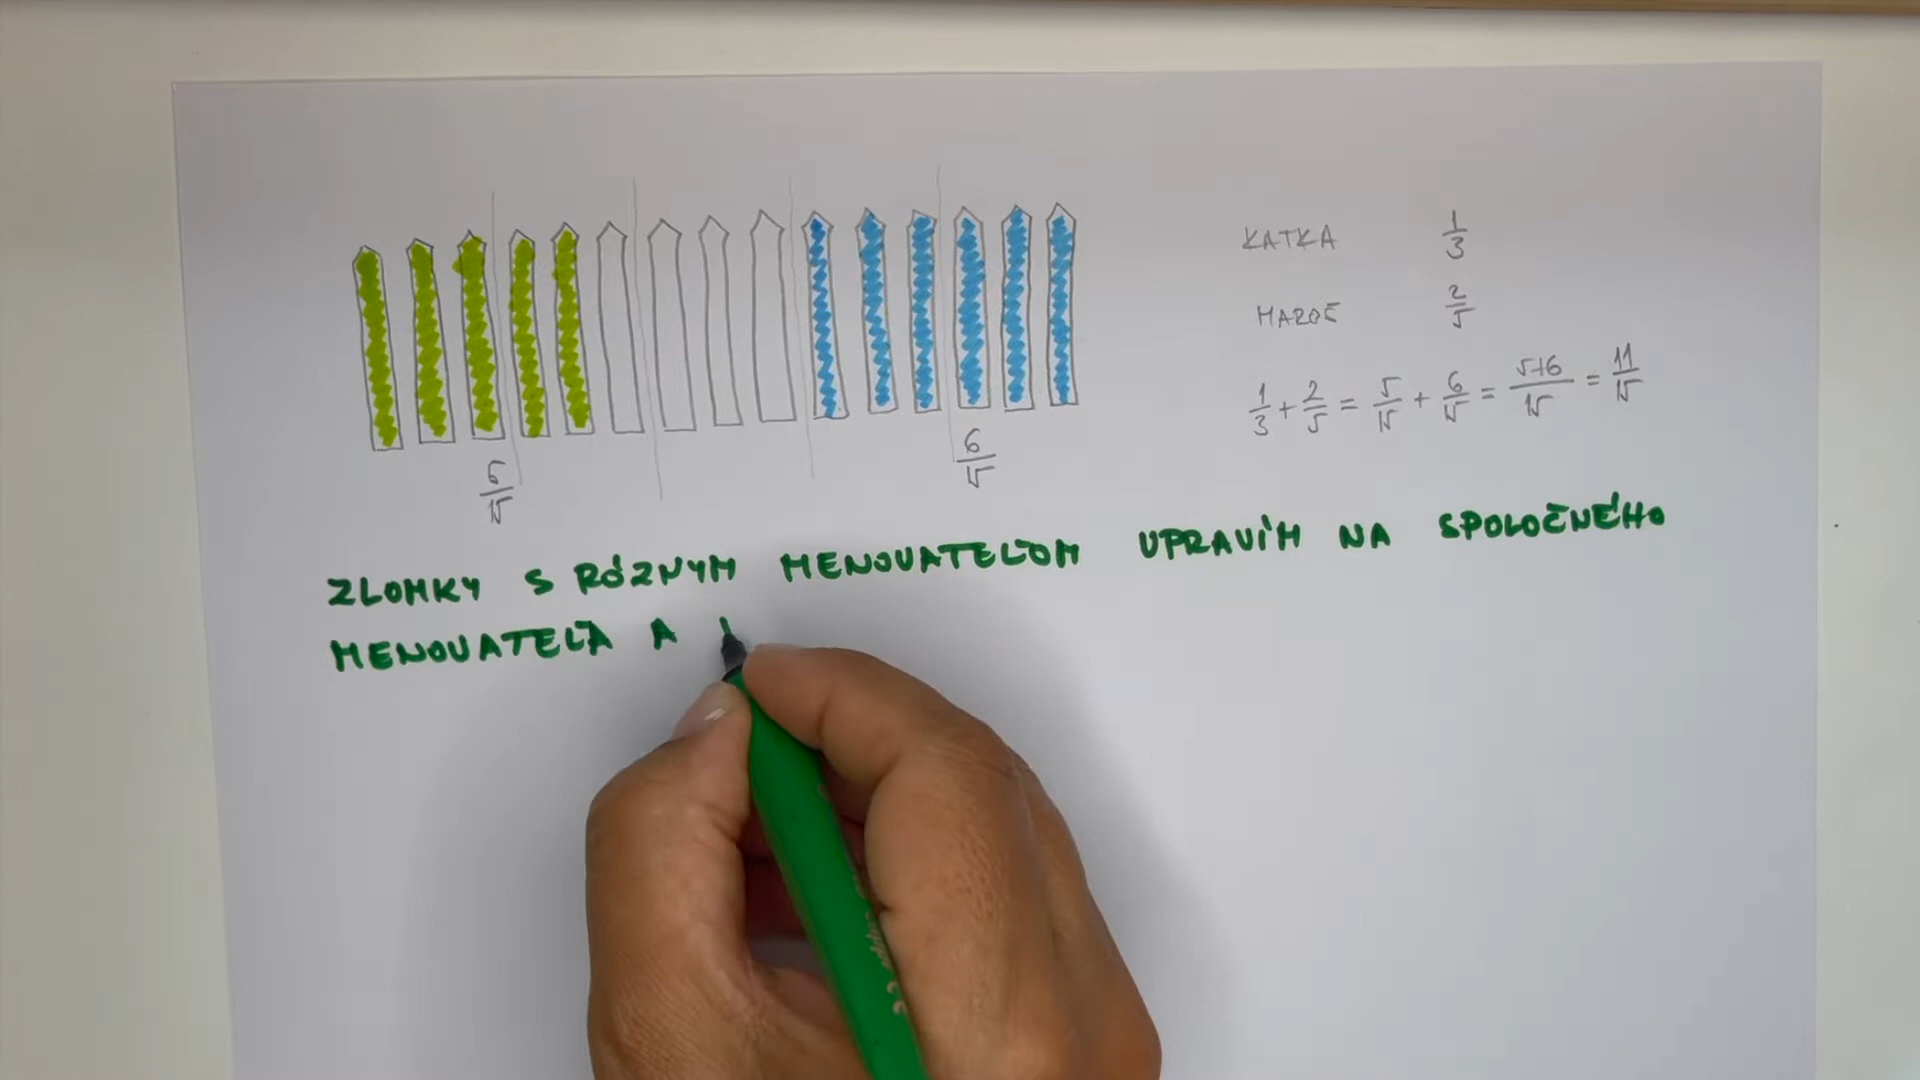 KATKA 1/3
MAROŠ 2/5
1/3 + 2/5 = 5/15 + 6/15 = 5+6/15 = 11/15
5/15
6/15
ZLOMKY S RÔZNYM MENOVATEĽOM UPRAVÍM NA SPOLOČNÉHO
MENOVATEĽA A